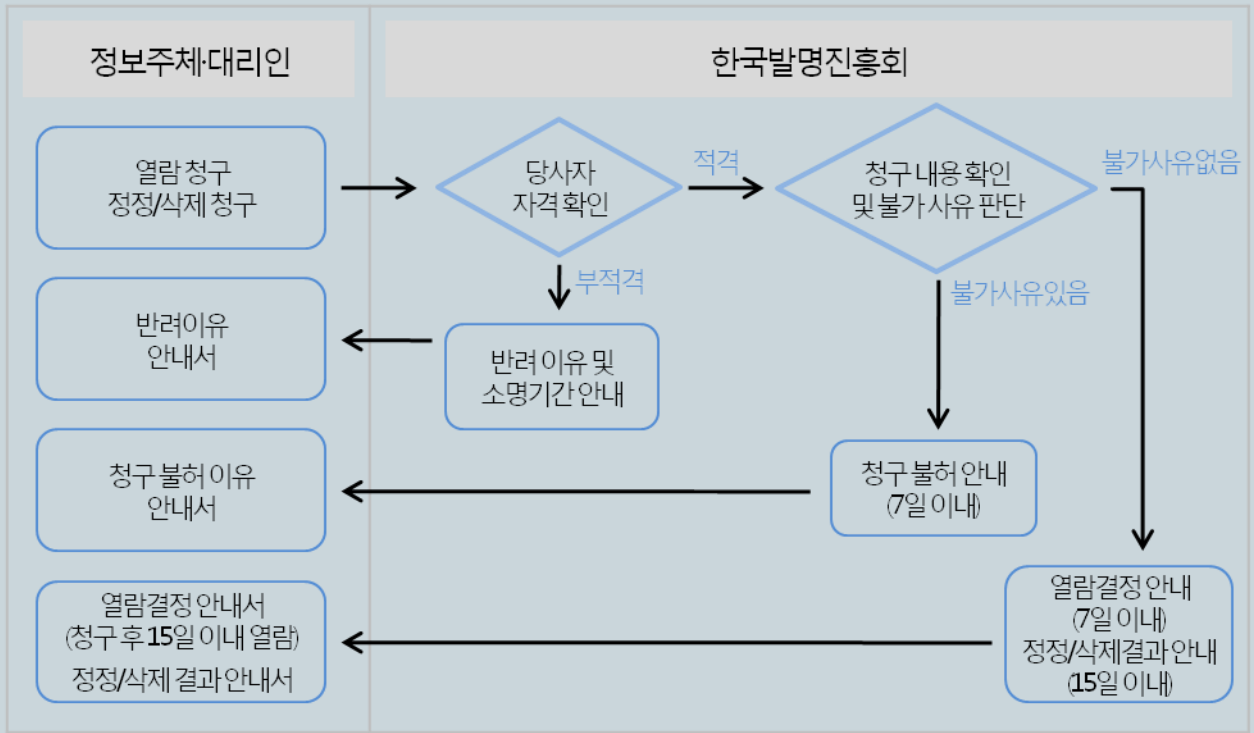 정보주체·대리인
한국발명진흥회
열람 청구
정정/삭제 청구
당사자
자격 확인
적격
청구 내용 확인
및 불가 사유 판단
불가사유없음
부적격
불가사유있음
반려이유
안내서
반려 이유 및
소명기간 안내
청구 불허 이유
안내서
청구 불허 안내
(7일 이내)
열람결정 안내서
(청구 후 15일 이내 열람)
정정/삭제 결과 안내서
열람결정 안내
(7일 이내)
정정/삭제결과 안내
(15일 이내)